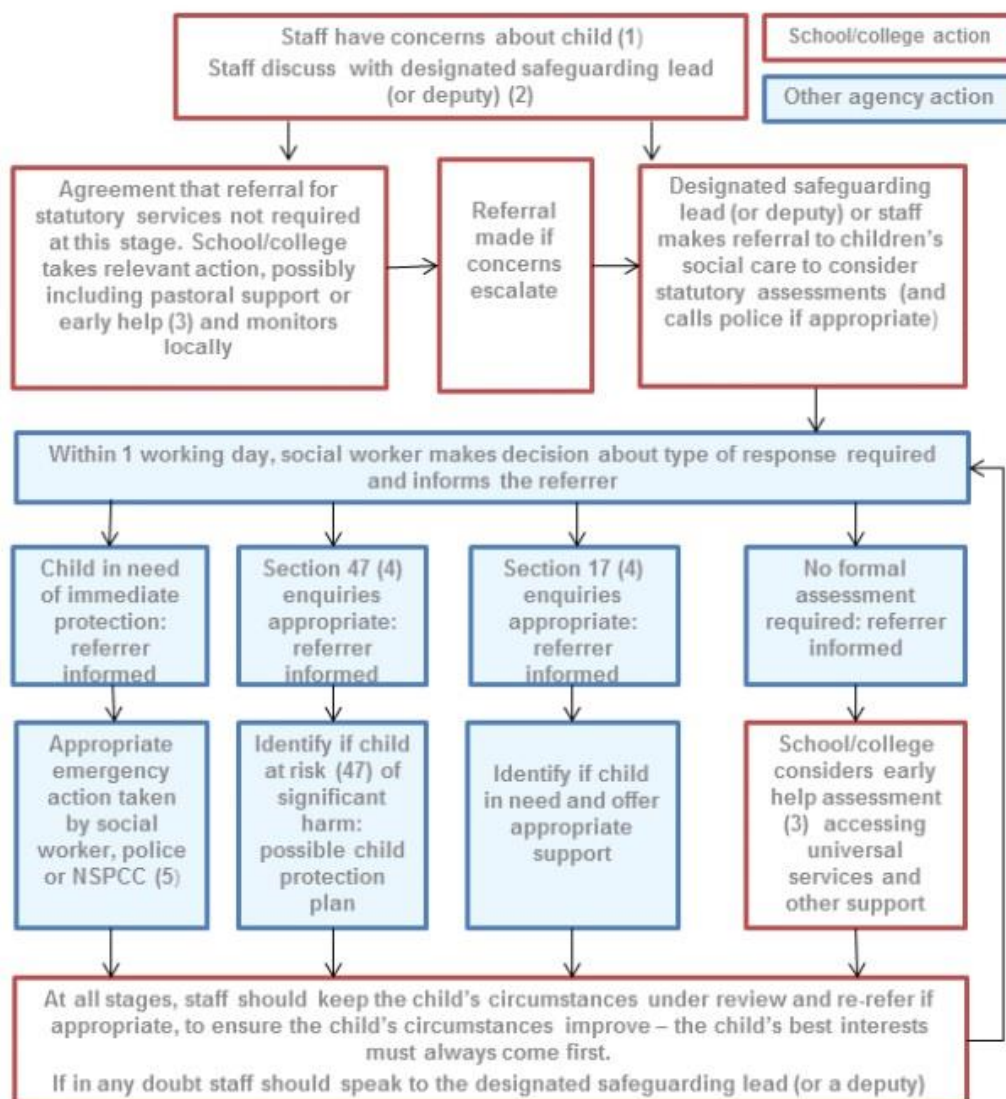 Staff have concerns about child (1)
Staff discuss with designated safeguarding lead
(or deputy) (2)
School/college action
Other agency action
Agreement that referral for
statutory services not required
at this stage. School/college
takes relevant action, possibly
including pastoral support or
early help (3) and monitors
locally
Referral
made if
concerns
escalate
Designated safeguarding
lead (or deputy) or staff
makes referral to children's
social care to consider
statutory assessments (and
calls police if appropriate)
Within 1 working day, social worker makes decision about type of response required
and informs the referrer
Child in need
of immediate
protection:
referrer
informed
Section 47 (4)
enquiries
appropriate:
referrer
informed
Section 17 (4)
enquiries
appropriate:
referrer
informed
No formal
assessment
required: referrer
informed
Appropriate
emergency
action taken
by social
worker, police
or NSPCC (5)
Identify if child
at risk (47) of
significant
harm:
possible child
protection
plan
Identify if child
in need and offer
appropriate
support
School/college
considers early
help assessment
(3) accessing
universal
services and
other support
At all stages, staff should keep the child's circumstances under review and re-refer if
appropriate, to ensure the child's circumstances improve – the child's best interests
must always come first.
If in any doubt staff should speak to the designated safeguarding lead (or a deputy)